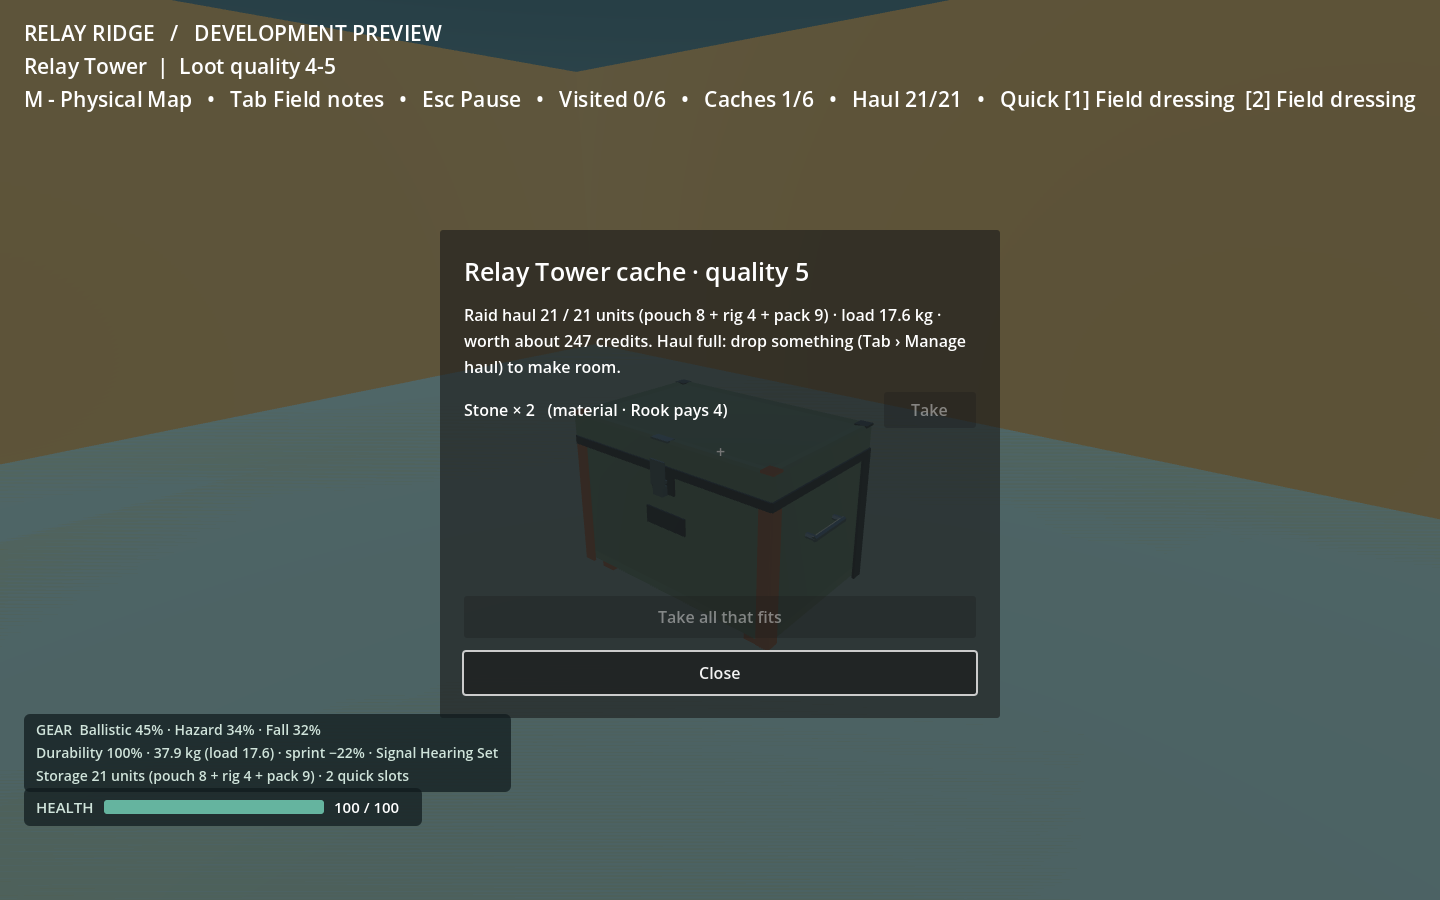 RELAY RIDGE / DEVELOPMENT PREVIEW
Relay Tower | Loot quality 4-5
M - Physical Map • Tab Field notes • Esc Pause • Visited 0/6 • Caches 1/6 • Haul 21/21 • Quick [1] Field dressing [2] Field dressing
Relay Tower cache · quality 5
Raid haul 21 / 21 units (pouch 8 + rig 4 + pack 9) · load 17.6 kg ·
worth about 247 credits. Haul full: drop something (Tab › Manage
haul) to make room.
Stone × 2 (material · Rook pays 4) Take
+
Take all that fits
Close
GEAR Ballistic 45% · Hazard 34% · Fall 32%
Durability 100% · 37.9 kg (load 17.6) · sprint −22% · Signal Hearing Set
Storage 21 units (pouch 8 + rig 4 + pack 9) · 2 quick slots
HEALTH 100 / 100